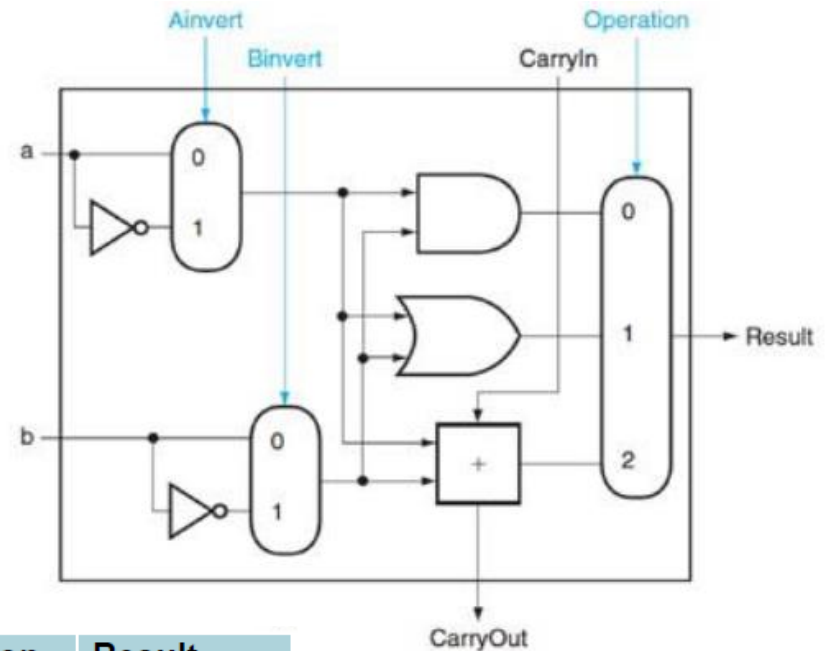 Ainvert
Operation
Binvert
CarryIn
a
0
1
0
1
Result
b
0
1
+
2
CarryOut
Result